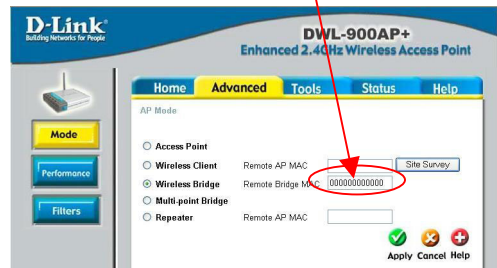 D-Link
Building Networks for People
DWL-900AP+
Enhanced 2.4GHz Wireless Access Point
Home Advanced Tools Status Help
AP Mode
Mode
Performance
Filters
Access Point
Wireless Client Remote AP MAC Site Survey
Wireless Bridge Remote Bridge MAC 000000000000
Multi-point Bridge
Repeater Remote AP MAC
Apply Cancel Help